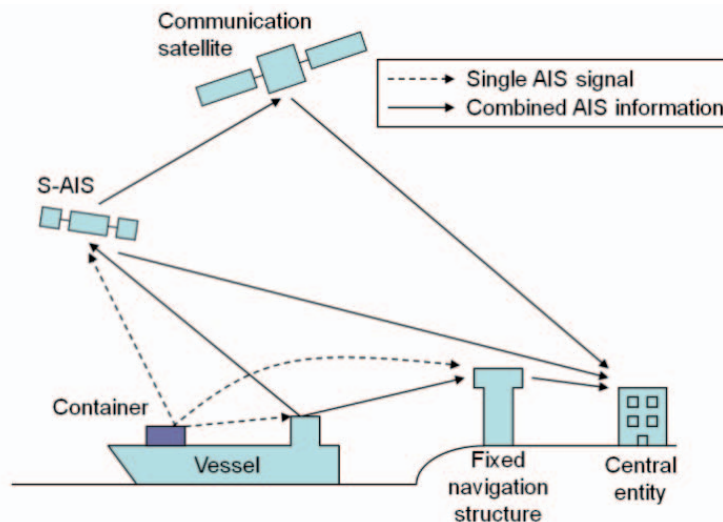 Communication
satellite
Single AIS signal
Combined AIS information
S-AIS
Container
Vessel
Fixed
navigation
structure
Central
entity